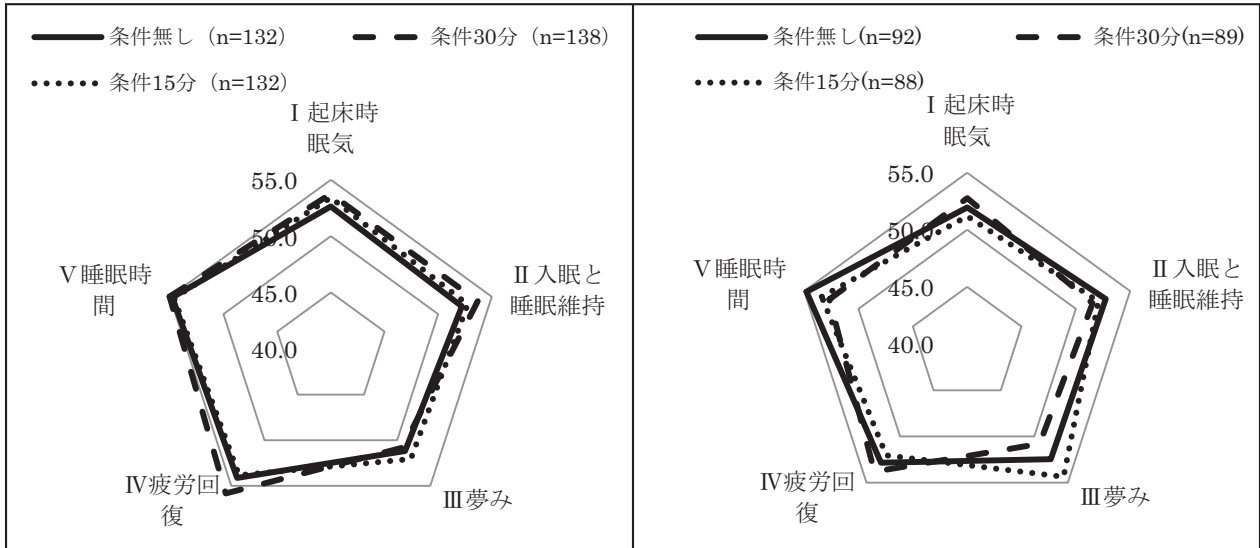 条件無し（n=132）
条件30分（n=138）
条件15分（n=132）
Ⅰ起床時
眠気
55.0
50.0
45.0
40.0
Ⅱ入眠と
睡眠維持
Ⅲ夢み
Ⅳ疲労回
復
Ⅴ睡眠時
間
条件無し(n=92)
条件30分(n=89)
条件15分(n=88)
Ⅰ起床時
眠気
55.0
50.0
45.0
40.0
Ⅱ入眠と
睡眠維持
Ⅲ夢み
Ⅳ疲労回
復
Ⅴ睡眠時
間